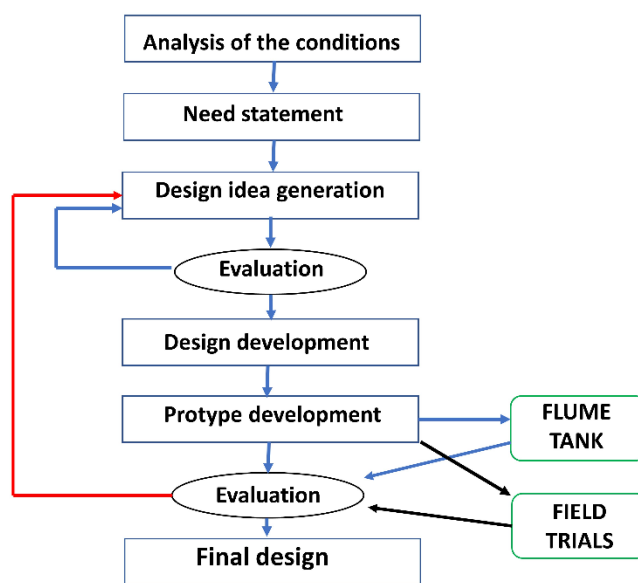 Analysis of the conditions
Need statement
Design idea generation
Evaluation
Design development
Protype development
FLUME
TANK
Evaluation
FIELD
TRIALS
Final design